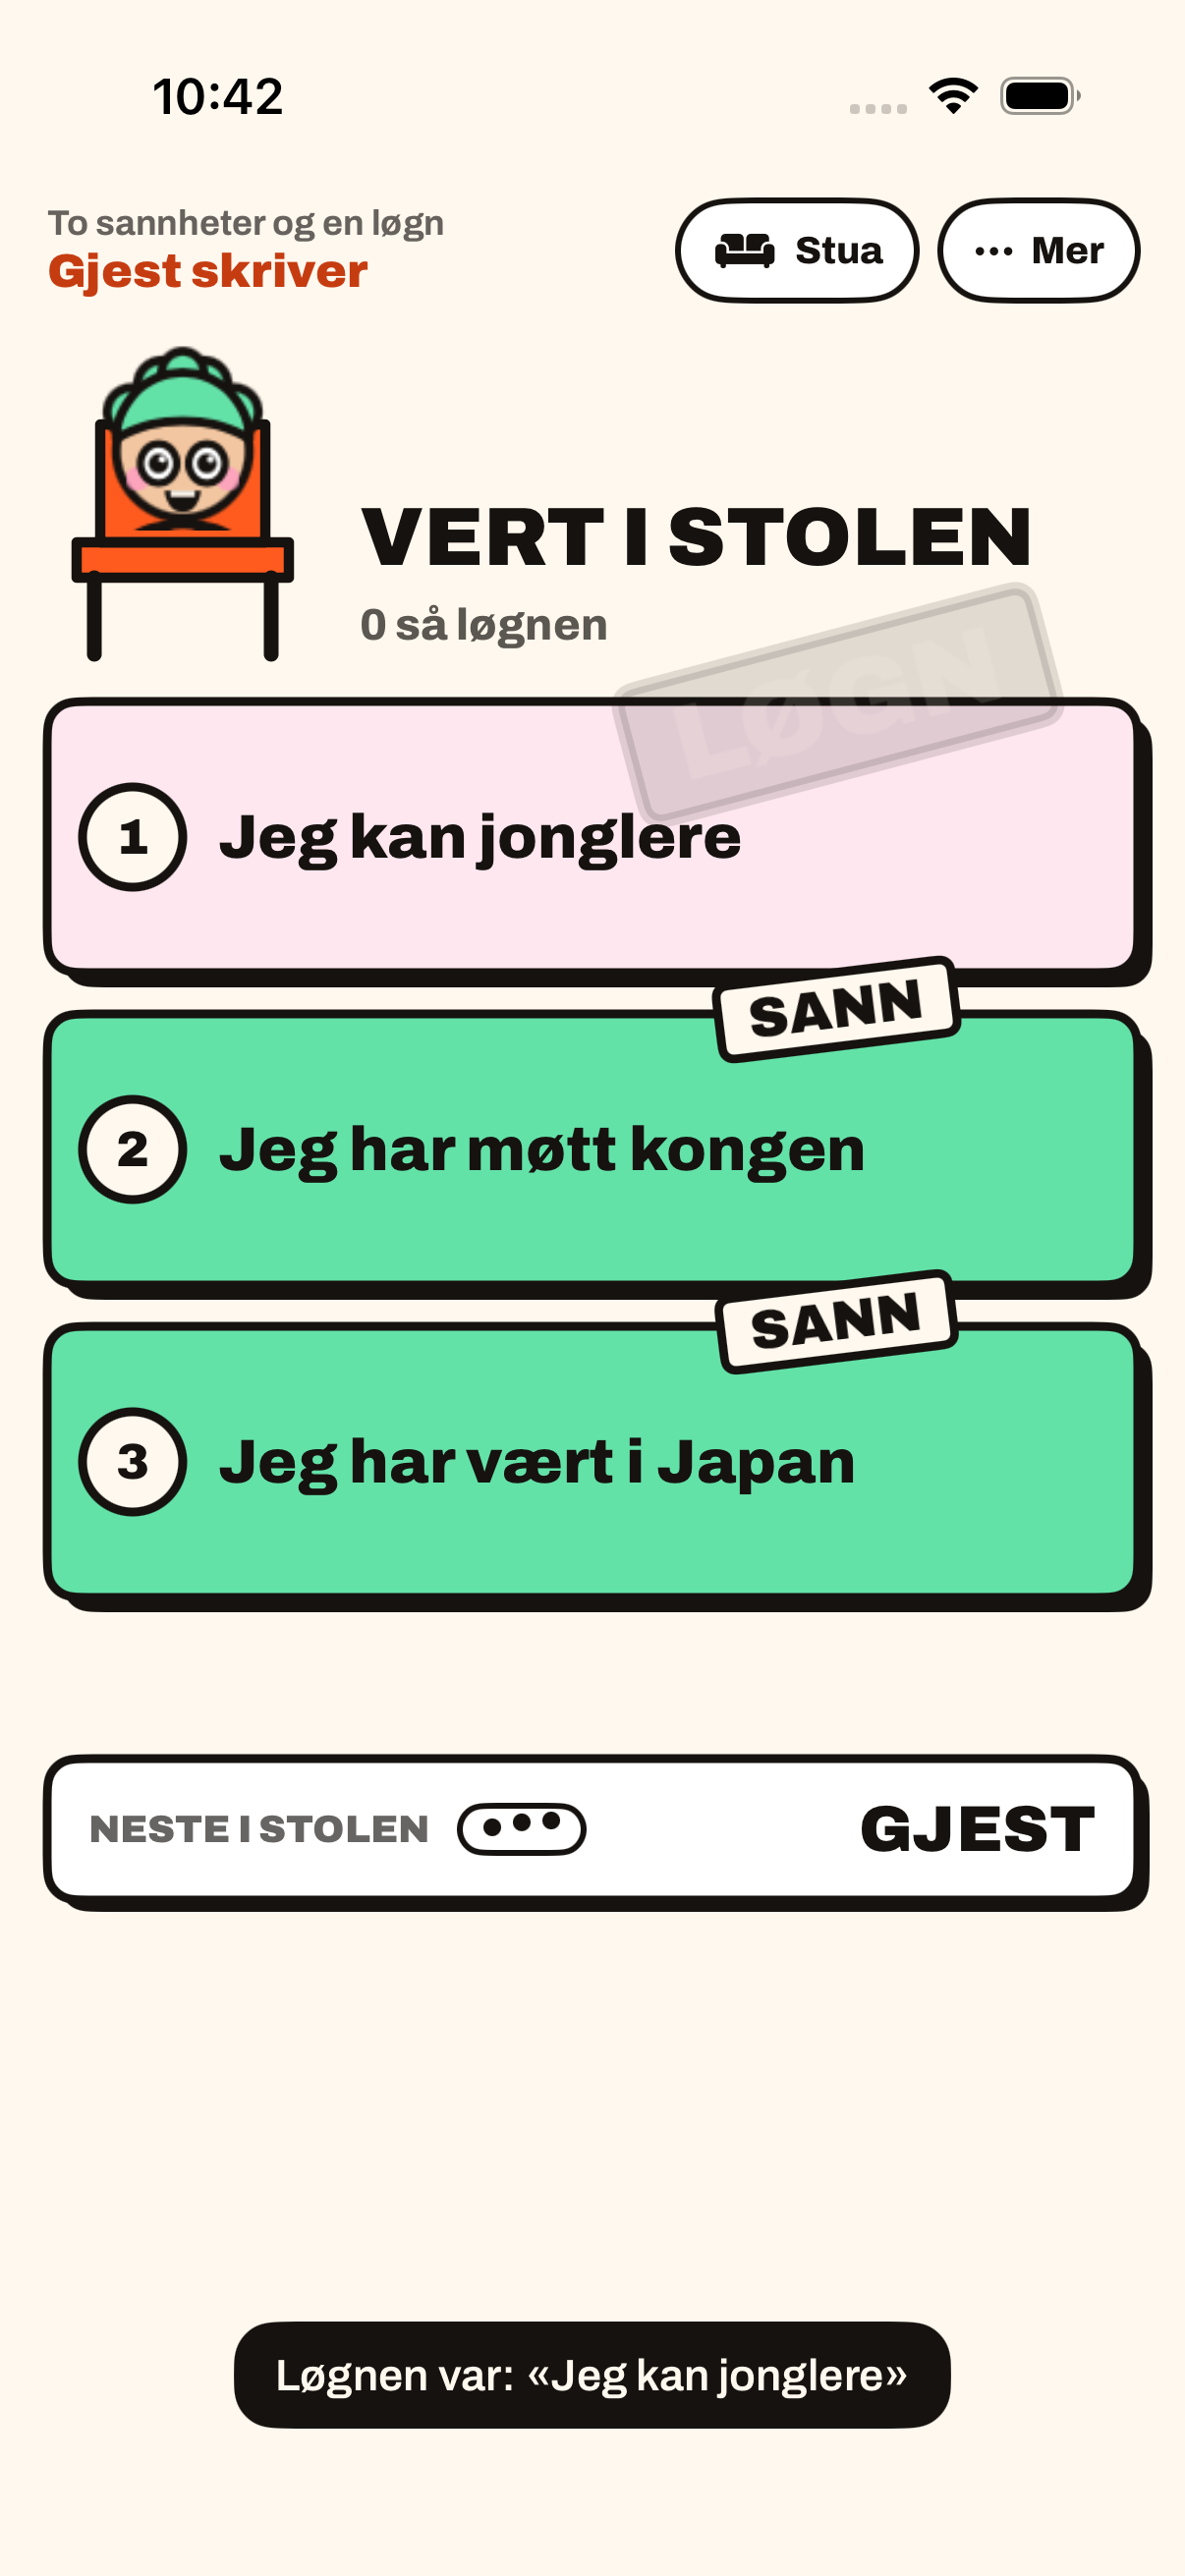 10:42
To sannheter og en løgn
Gjest skriver
Stua
Mer
VERT I STOLEN
0 så løgnen
LØGN
1 Jeg kan jonglere
SANN
2 Jeg har møtt kongen
SANN
3 Jeg har vært i Japan
NESTE I STOLEN GJEST
Løgnen var: «Jeg kan jonglere»